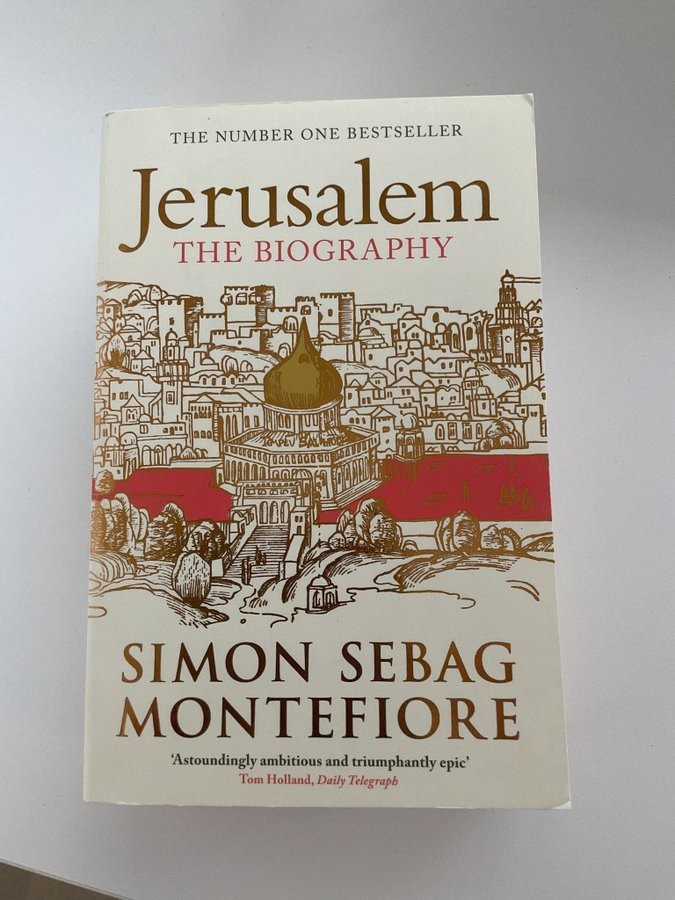 THE NUMBER ONE BESTSELLER
Jerusalem
THE BIOGRAPHY
SIMON SEBAG
MONTEFIORE
‘Astoundingly ambitious and triumphantly epic’
Tom Holland, Daily Telegraph